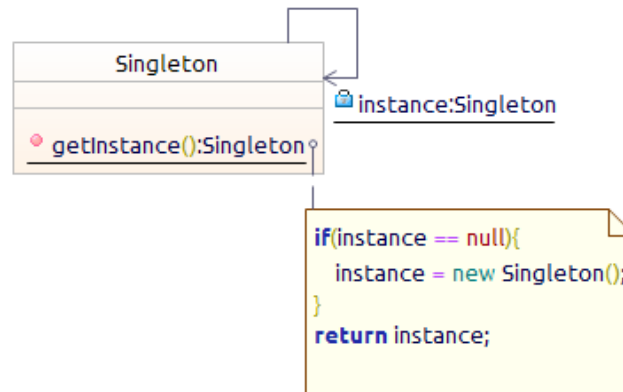 Singleton
instance:Singleton
getInstance():Singleton
if(instance == null){
instance = new Singleton();
}
return instance;